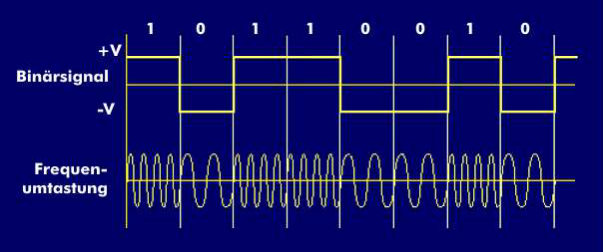 1 0 1 1 0 0 1 0
+V
Binärsignal
-V
Frequen-
umtastung